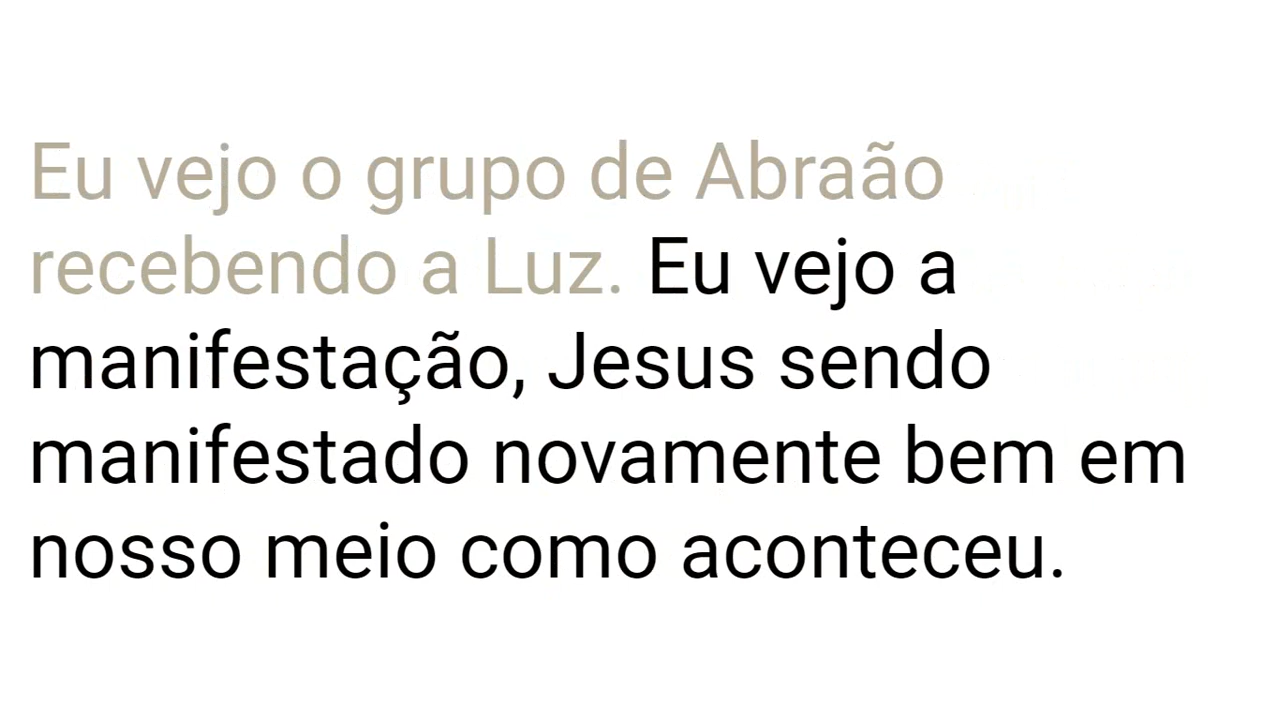 Eu vejo o grupo de Abraão
recebendo a Luz. Eu vejo a
manifestação, Jesus sendo
manifestado novamente bem em
nosso meio como aconteceu.